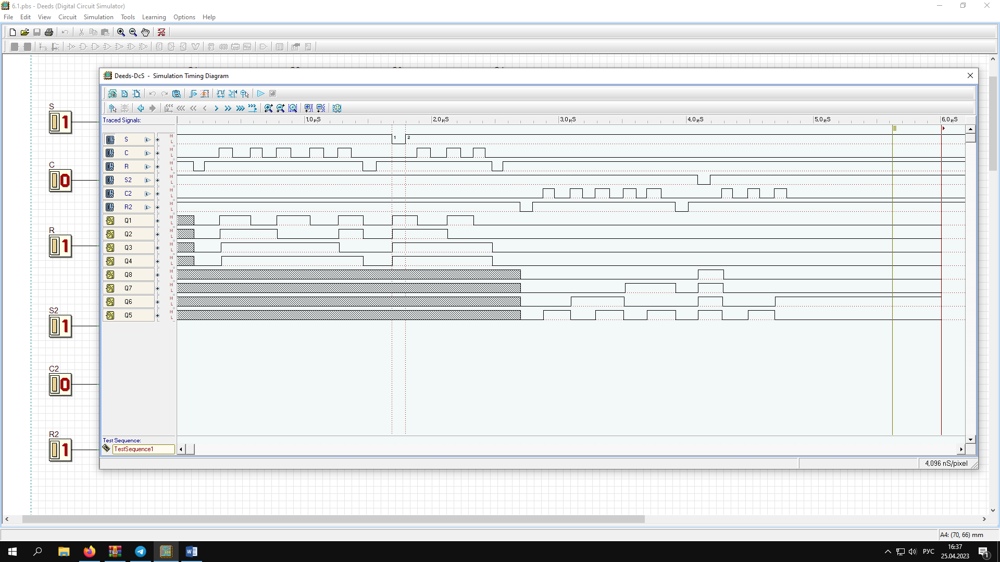 6.1.pbs - Deeds (Digital Circuit Simulator)
File Edit View Circuit Simulation Tools Learning Options Help
Deeds-DcS - Simulation Timing Diagram
Traced Signals:
1,0 µS 2,0 µS 3,0 µS 4,0 µS 5,0 µS 6,0 µS
S H L 1 2
C H L
R H L
S2 H L
C2 H L
R2 H L
Q1 H L
Q2 H L
Q3 H L
Q4 H L
Q8 H L
Q7 H L
Q6 H L
Q5 H L
Test Sequence:
TestSequence1
4,096 nS/pixel
S
1
C
0
R
1
S2
1
C2
0
R2
1
A4: (70, 66) mm
РУС
16:37
25.04.2023
1